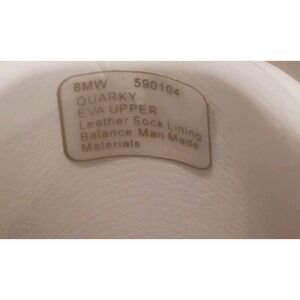 8MW 590104
QUARKY
EVA UPPER
Leather Sock Lining
Balance Man Made
Materials